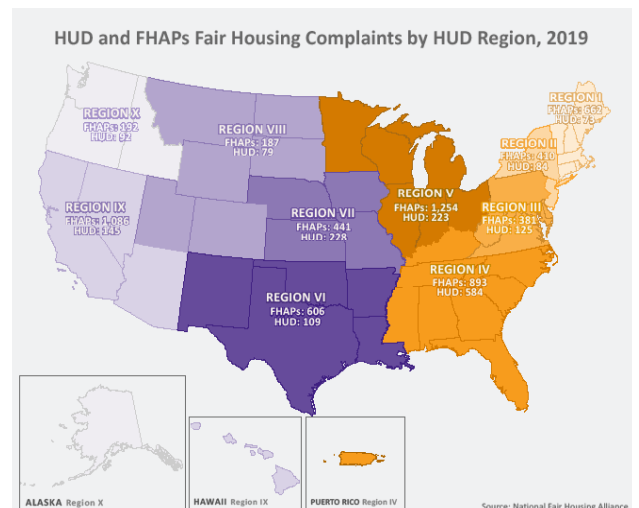 HUD and FHAPs Fair Housing Complaints by HUD Region, 2019
REGION I
FHAPs: 662
HUD: 73
REGION X
FHAPs: 192
HUD: 92
REGION VIII
FHAPs: 187
HUD: 79
REGION II
FHAPs: 410
HUD: 84
REGION V
FHAPs: 1,254
HUD: 223
REGION III
FHAPs: 381
HUD: 125
REGION IX
FHAPs: 1,086
HUD: 145
REGION VII
FHAPs: 441
HUD: 228
REGION IV
FHAPs: 893
HUD: 584
REGION VI
FHAPs: 606
HUD: 109
ALASKA Region X
HAWAII Region IX
PUERTO RICO Region IV
Source: National Fair Housing Alliance